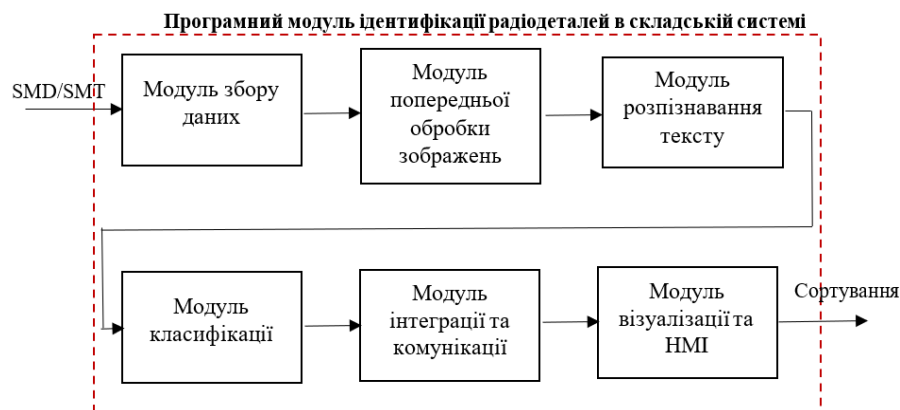 Програмний модуль ідентифікації радіодеталей в складській системі
SMD/SMT
Модуль збору
даних
Модуль
попередньої
обробки
зображень
Модуль
розпізнавання
тексту
Модуль
класифікації
Модуль
інтеграції та
комунікації
Модуль
візуалізації та
HMI
Сортування